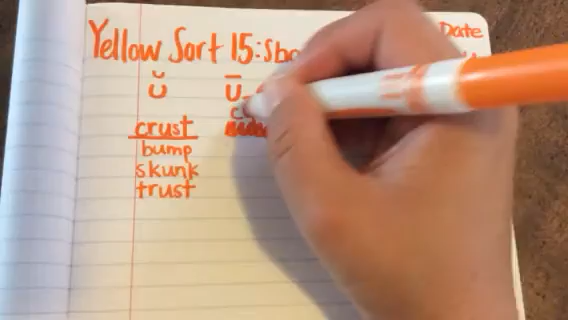 Yellow Sort 15: Sho
Date
ŭ ū
crust
bump
skunk
trust